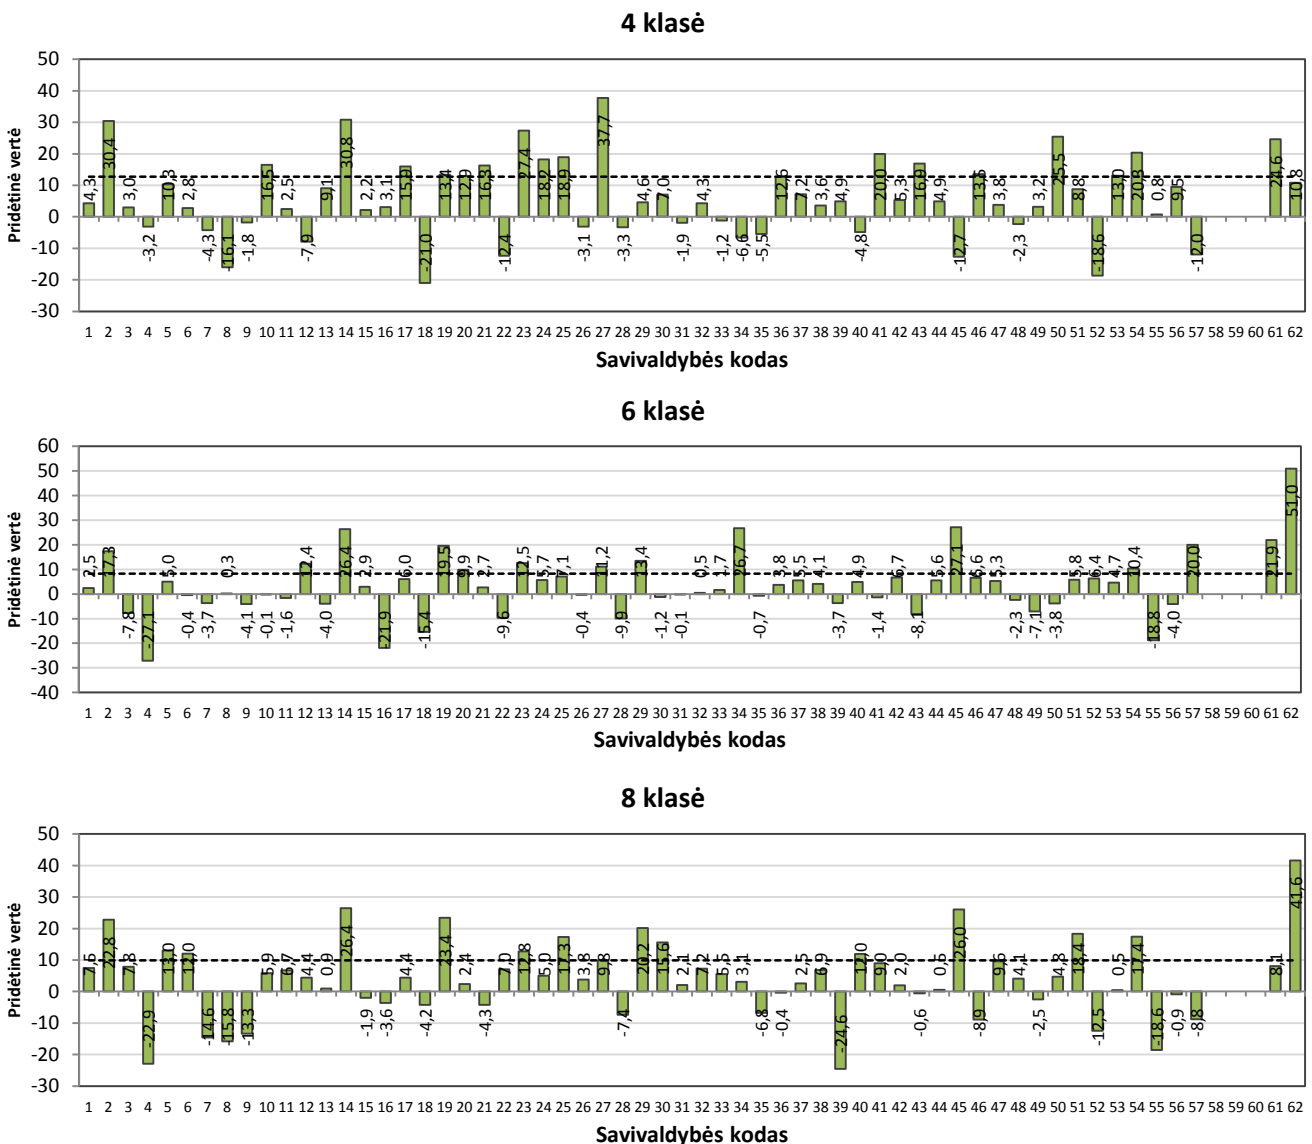 4 klasė
Pridėtinė vertė
50
40
30
20
10
0
-10
-20
-30
4,3 30,4 3,0 -3,2 10,3 2,8 -4,3 -16,1 -1,8 16,5 2,5 -7,9 9,1 30,8 2,2 3,1 15,9 -21,0 13,4 12,9 16,3 -12,4 27,4 18,2 18,9 -3,1 37,7 -3,3 4,6 7,0 -1,9 4,3 -1,2 -6,6 -5,5 12,6 7,2 3,6 4,9 -4,8 20,0 5,3 16,9 4,9 -12,7 13,5 3,8 -2,3 3,2 25,5 8,8 -18,6 13,0 20,3 0,8 9,5 -12,0 24,6 10,8
1 2 3 4 5 6 7 8 9 10 11 12 13 14 15 16 17 18 19 20 21 22 23 24 25 26 27 28 29 30 31 32 33 34 35 36 37 38 39 40 41 42 43 44 45 46 47 48 49 50 51 52 53 54 55 56 57 58 59 60 61 62
Savivaldybės kodas
6 klasė
Pridėtinė vertė
60
50
40
30
20
10
0
-10
-20
-30
-40
2,5 17,3 -7,8 -27,1 5,0 -0,4 -3,7 0,3 -4,1 -0,1 -1,6 12,4 -4,0 26,4 2,9 -21,9 6,0 -15,4 19,5 9,9 2,7 -9,6 12,5 5,7 7,1 -0,4 11,2 -9,9 13,4 -1,2 -0,1 0,5 1,7 26,7 -0,7 3,8 5,5 4,1 -3,7 4,9 -1,4 6,7 -8,1 5,6 27,1 6,6 5,3 -2,3 -7,1 -3,8 5,8 6,4 4,7 10,4 -18,8 -4,0 20,0 21,9 51,0
1 2 3 4 5 6 7 8 9 10 11 12 13 14 15 16 17 18 19 20 21 22 23 24 25 26 27 28 29 30 31 32 33 34 35 36 37 38 39 40 41 42 43 44 45 46 47 48 49 50 51 52 53 54 55 56 57 58 59 60 61 62
Savivaldybės kodas
8 klasė
Pridėtinė vertė
50
40
30
20
10
0
-10
-20
-30
7,5 22,8 7,8 -22,9 13,0 12,0 -14,6 -15,8 -13,3 5,9 6,7 4,4 0,9 26,4 -1,9 -3,6 4,4 -4,2 23,4 2,4 -4,3 7,0 12,8 5,0 17,3 3,8 9,8 -7,4 20,2 15,6 2,1 7,2 5,5 3,1 -6,8 -0,4 2,5 6,9 -24,6 12,0 9,0 2,0 -0,6 0,5 26,0 -8,9 9,6 4,1 -2,5 4,8 18,4 -12,5 0,5 17,4 -18,6 -0,9 -8,8 8,1 41,6
1 2 3 4 5 6 7 8 9 10 11 12 13 14 15 16 17 18 19 20 21 22 23 24 25 26 27 28 29 30 31 32 33 34 35 36 37 38 39 40 41 42 43 44 45 46 47 48 49 50 51 52 53 54 55 56 57 58 59 60 61 62
Savivaldybės kodas